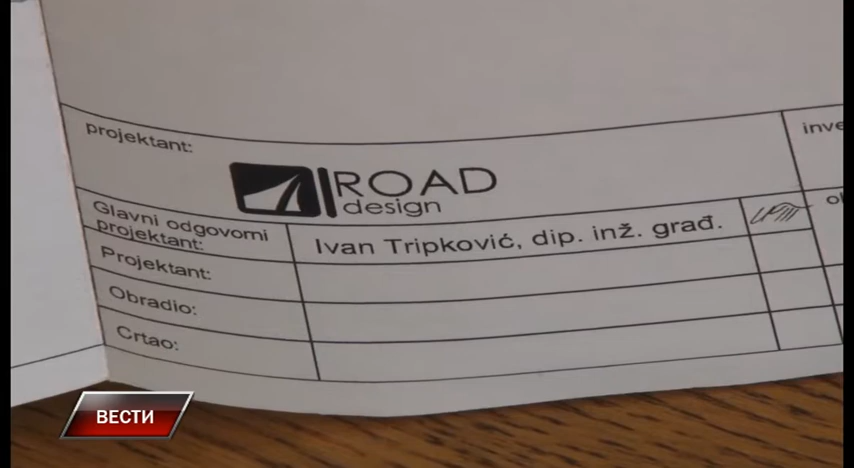 projektant:
ROAD
design
inve
Glavni odgovorni
projektant:
Ivan Tripković, dip. inž. građ.
Projektant:
Obradio:
Crtao:
ВЕСТИ